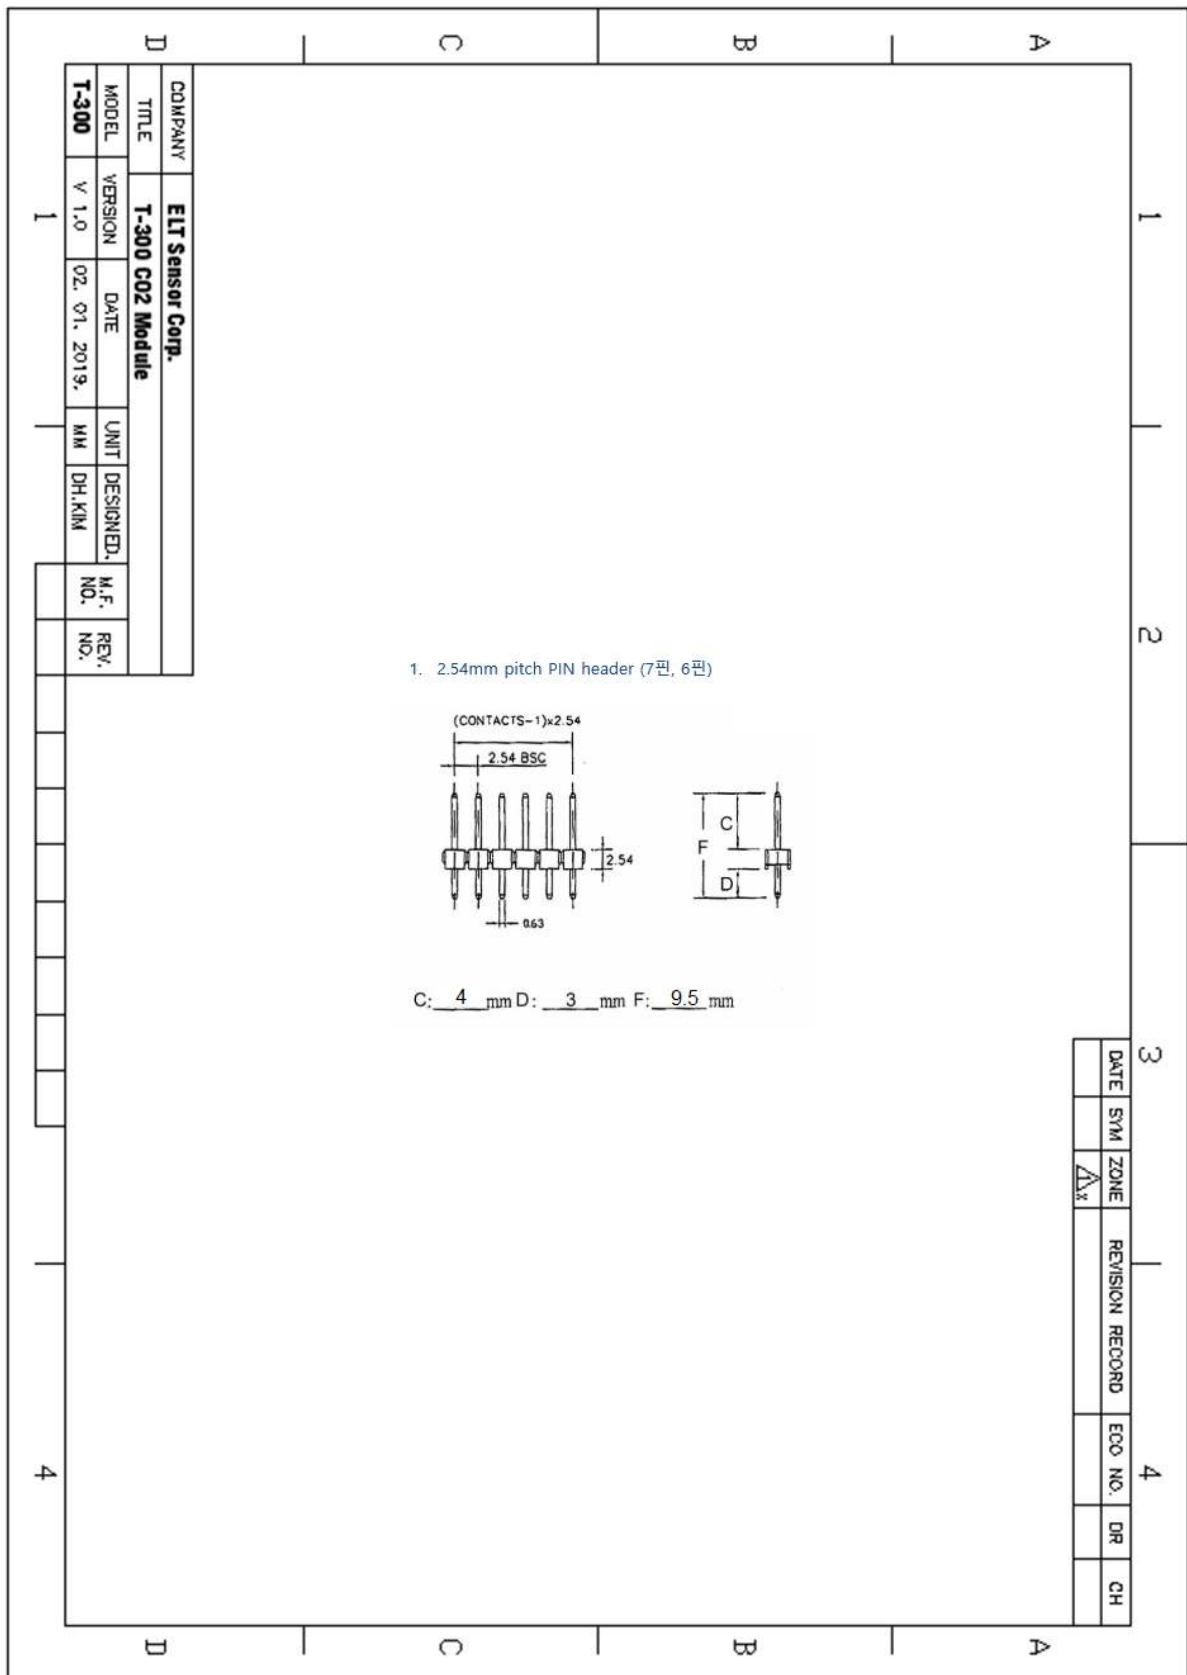 D C B A
COMPANY ELT Sensor Corp.
TITLE T-300 CO2 Module
MODEL VERSION DATE UNIT DESIGNED. M.F. NO. REV. NO.
T-300 V 1.0 02. 01. 2019. MM DH.KIM
1
1
2
1. 2.54mm pitch PIN header (7핀, 6핀)
(CONTACTS-1)x2.54
2.54 BSC
C
F
2.54
D
0.63
C: 4 mm D: 3 mm F: 9.5 mm
3
DATE SYM ZONE REVISION RECORD ECO NO. DR CH
1 X
4
4
D C B A